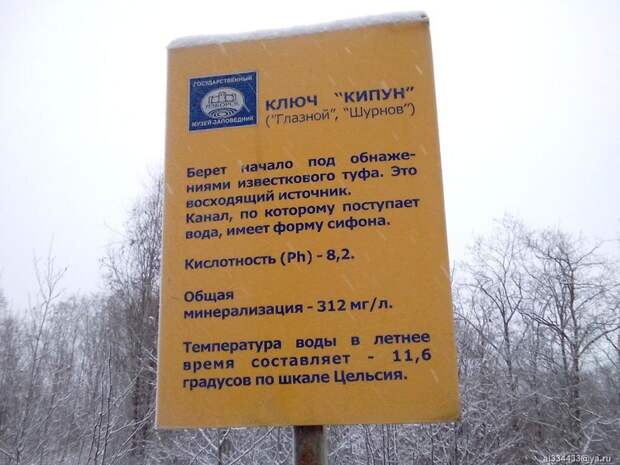 ГОСУДАРСТВЕННЫЙ
ИЗБОРСК
МУЗЕЙ-ЗАПОВЕДНИК
КЛЮЧ "КИПУН"
("Глазной", "Шурнов")
Берет начало под обнаже-
ниями известкового туфа. Это
восходящий источник.
Канал, по которому поступает
вода, имеет форму сифона.
Кислотность (Ph) - 8,2.
Общая
минерализация - 312 мг/л.
Температура воды в летнее
время составляет - 11,6
градусов по шкале Цельсия.
al334433@ya.ru